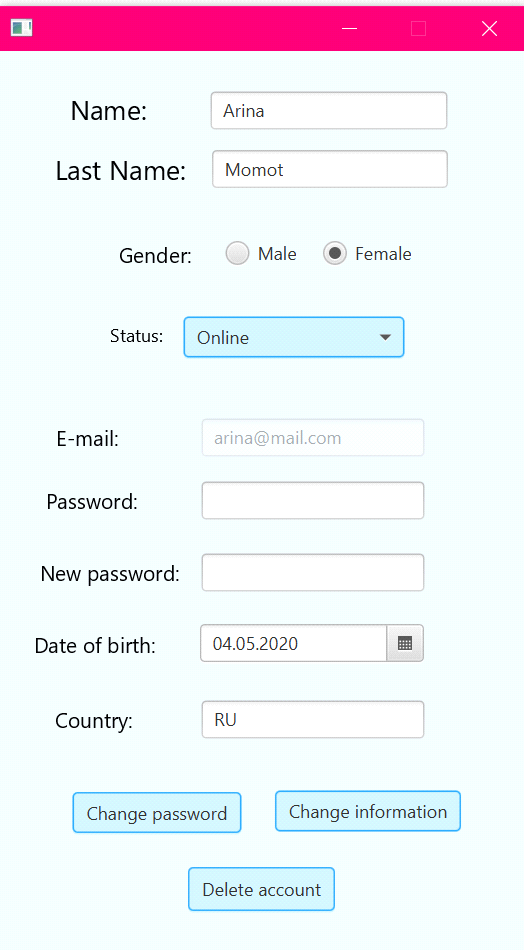 Name: Arina
Last Name: Momot
Gender: Male Female
Status: Online
E-mail: arina@mail.com
Password:
New password:
Date of birth: 04.05.2020
Country: RU
Change password Change information
Delete account